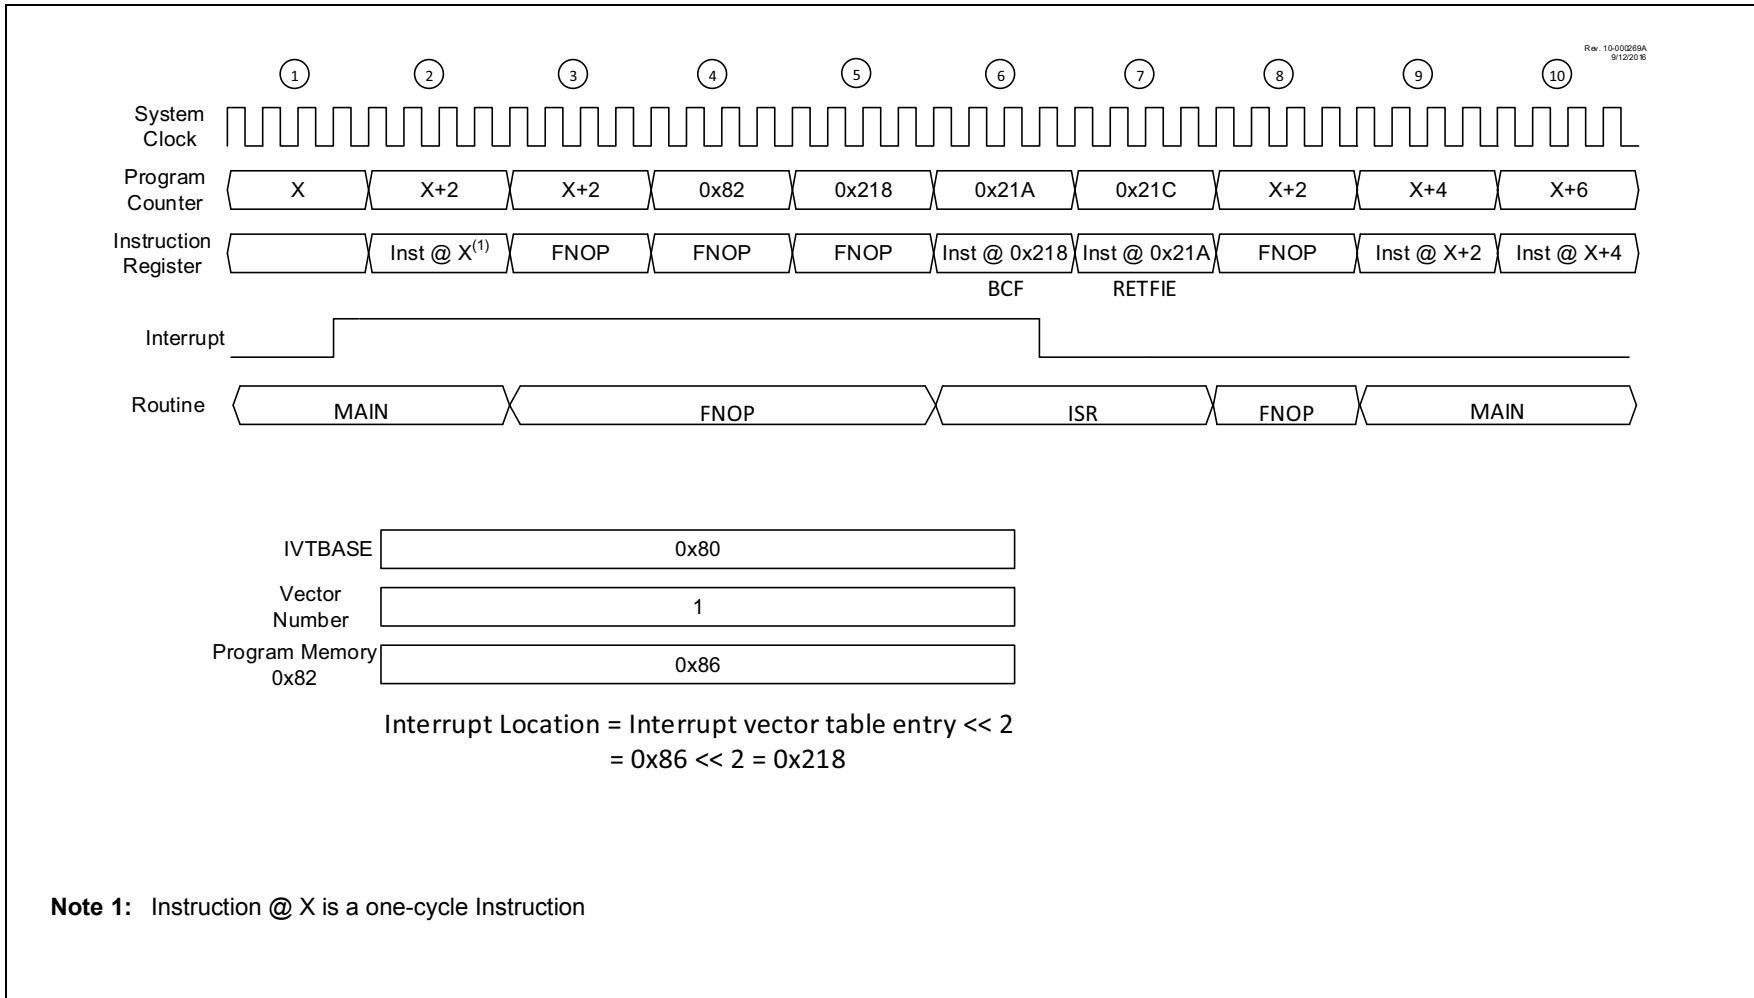 Rev. 10-000269A
9/12/2016
1 2 3 4 5 6 7 8 9 10
System
Clock
Program
Counter
X X+2 X+2 0x82 0x218 0x21A 0x21C X+2 X+4 X+6
Instruction
Register
Inst @ X(1) FNOP FNOP FNOP Inst @ 0x218 Inst @ 0x21A FNOP Inst @ X+2 Inst @ X+4
BCF RETFIE
Interrupt
Routine MAIN FNOP ISR FNOP MAIN
IVTBASE 0x80
Vector
Number
1
Program Memory
0x82
0x86
Interrupt Location = Interrupt vector table entry << 2
= 0x86 << 2 = 0x218
Note 1: Instruction @ X is a one-cycle Instruction